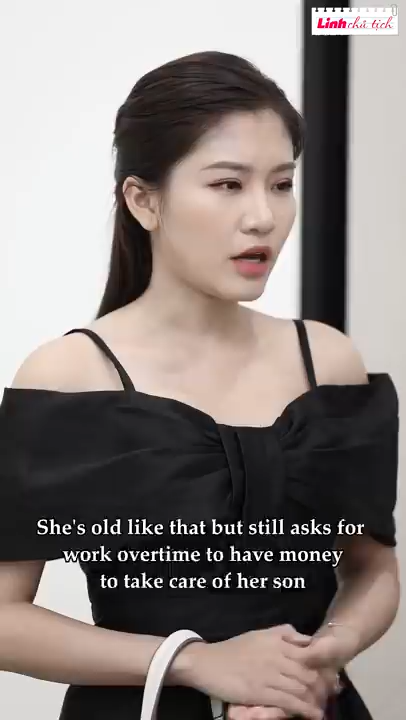 Linh chủ tịch
She's old like that but still asks for
work overtime to have money
to take care of her son